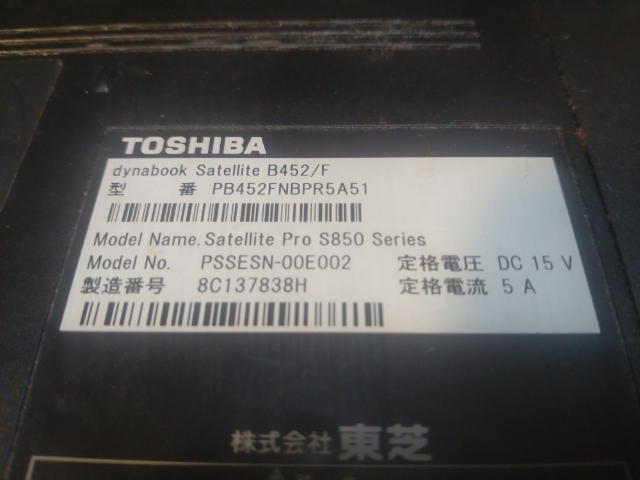 TOSHIBA
dynabook Satellite B452/F
型 番 PB452FNBPR5A51
Model Name. Satellite Pro S850 Series
Model No. PSSESN-00E002 定格電圧 DC 15 V
製造番号 8C137838H 定格電流 5 A
株式会社 東芝